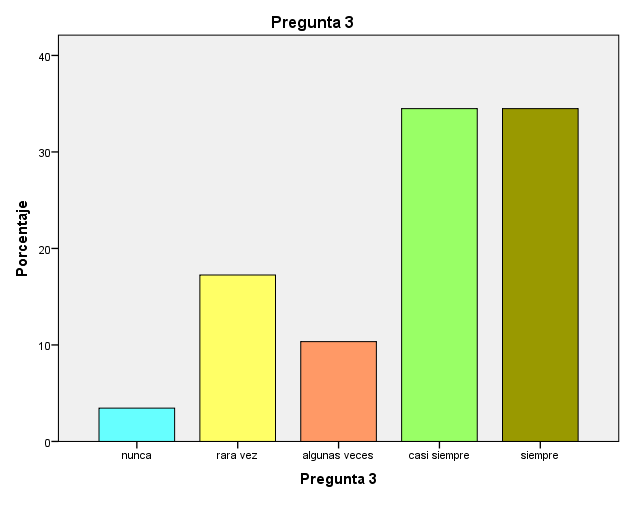 Pregunta 3
Porcentaje
40
30
20
10
0
nunca rara vez algunas veces casi siempre siempre
Pregunta 3